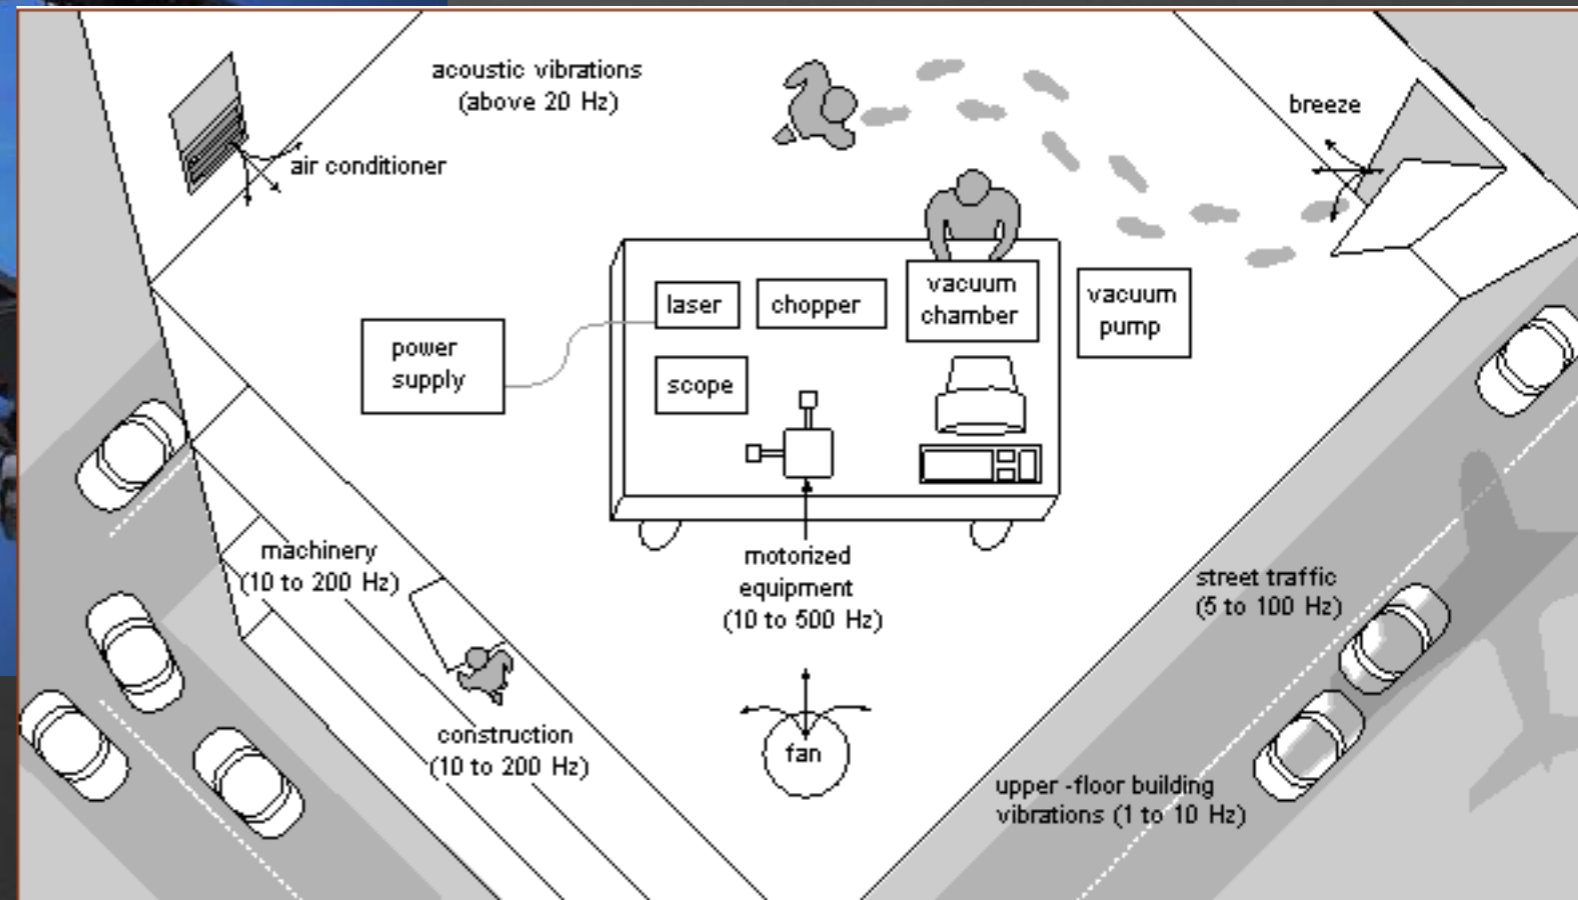 acoustic vibrations
(above 20 Hz)
breeze
air conditioner
laser
chopper
vacuum
chamber
vacuum
pump
power
supply
scope
machinery
(10 to 200 Hz)
motorized
equipment
(10 to 500 Hz)
street traffic
(5 to 100 Hz)
construction
(10 to 200 Hz)
fan
upper -floor building
vibrations (1 to 10 Hz)